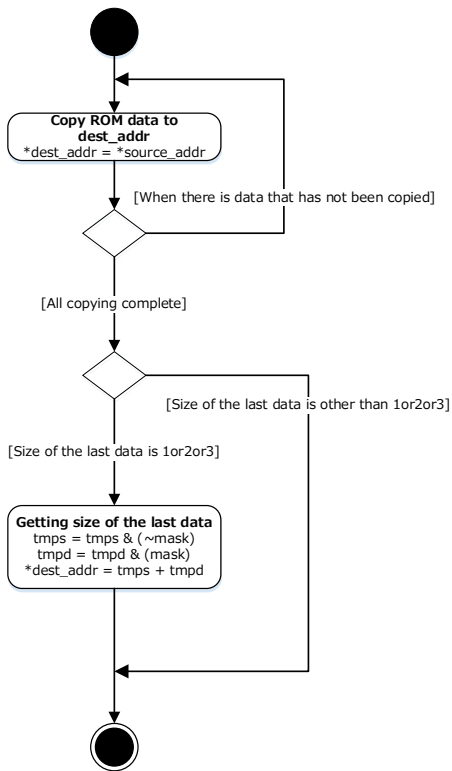 Copy ROM data to
dest_addr
*dest_addr = *source_addr
[When there is data that has not been copied]
[All copying complete]
[Size of the last data is other than 1or2or3]
[Size of the last data is 1or2or3]
Getting size of the last data
tmps = tmps & (~mask)
tmpd = tmpd & (mask)
*dest_addr = tmps + tmpd